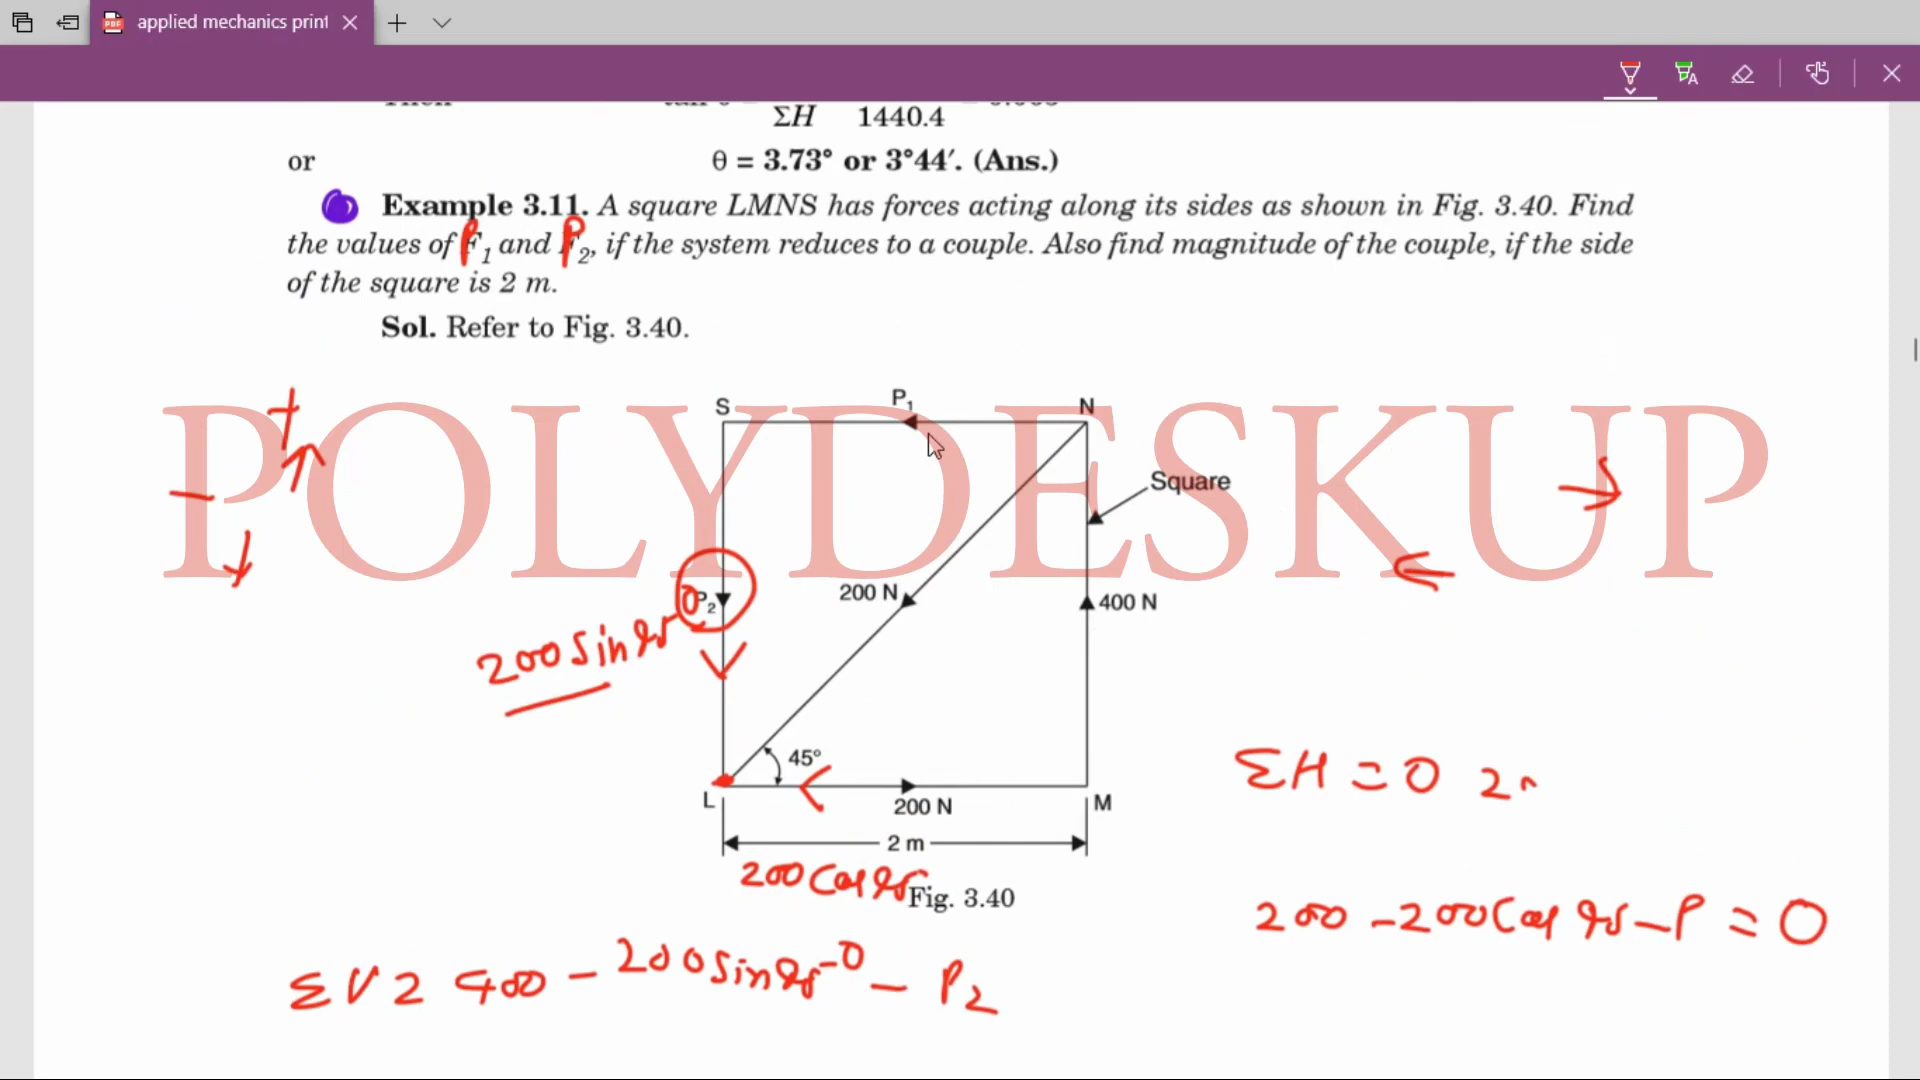 applied mechanics print
ΣH 1440.4
or θ = 3.73° or 3°44′. (Ans.)
Example 3.11. A square LMNS has forces acting along its sides as shown in Fig. 3.40. Find
the values of P1 and P2, if the system reduces to a couple. Also find magnitude of the couple, if the side
of the square is 2 m.
Sol. Refer to Fig. 3.40.
POLYDESKUP
S P1 N
Square
200 N
P2
400 N
200 Sin 45
45°
L 200 N M
2 m
ΣH = 0
200 Cos 45
Fig. 3.40
200 - 200 Cos 45 - P = 0
ΣV = 400 - 200 Sin 45 - P2